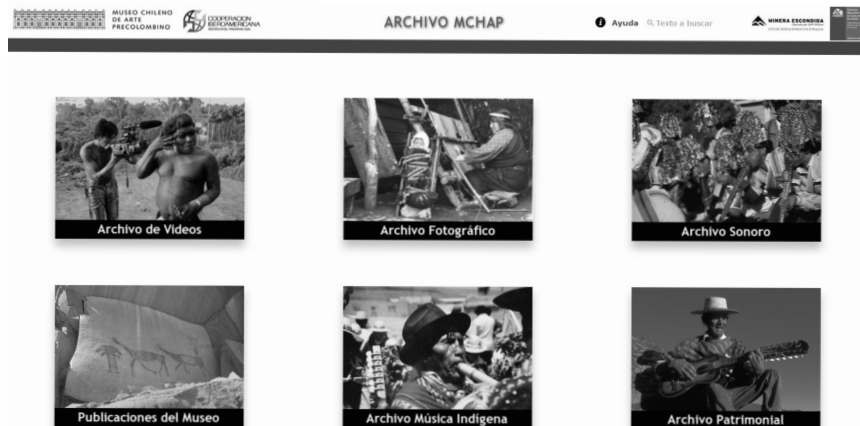 MUSEO CHILENO
DE ARTE
PRECOLOMBINO
COOPERACION
IBEROAMERICANA
ARCHIVO MCHAP
Ayuda
Texto a buscar
MINERA ESCONDIDA
Archivo de Videos
Archivo Fotográfico
Archivo Sonoro
Publicaciones del Museo
Archivo Música Indígena
Archivo Patrimonial